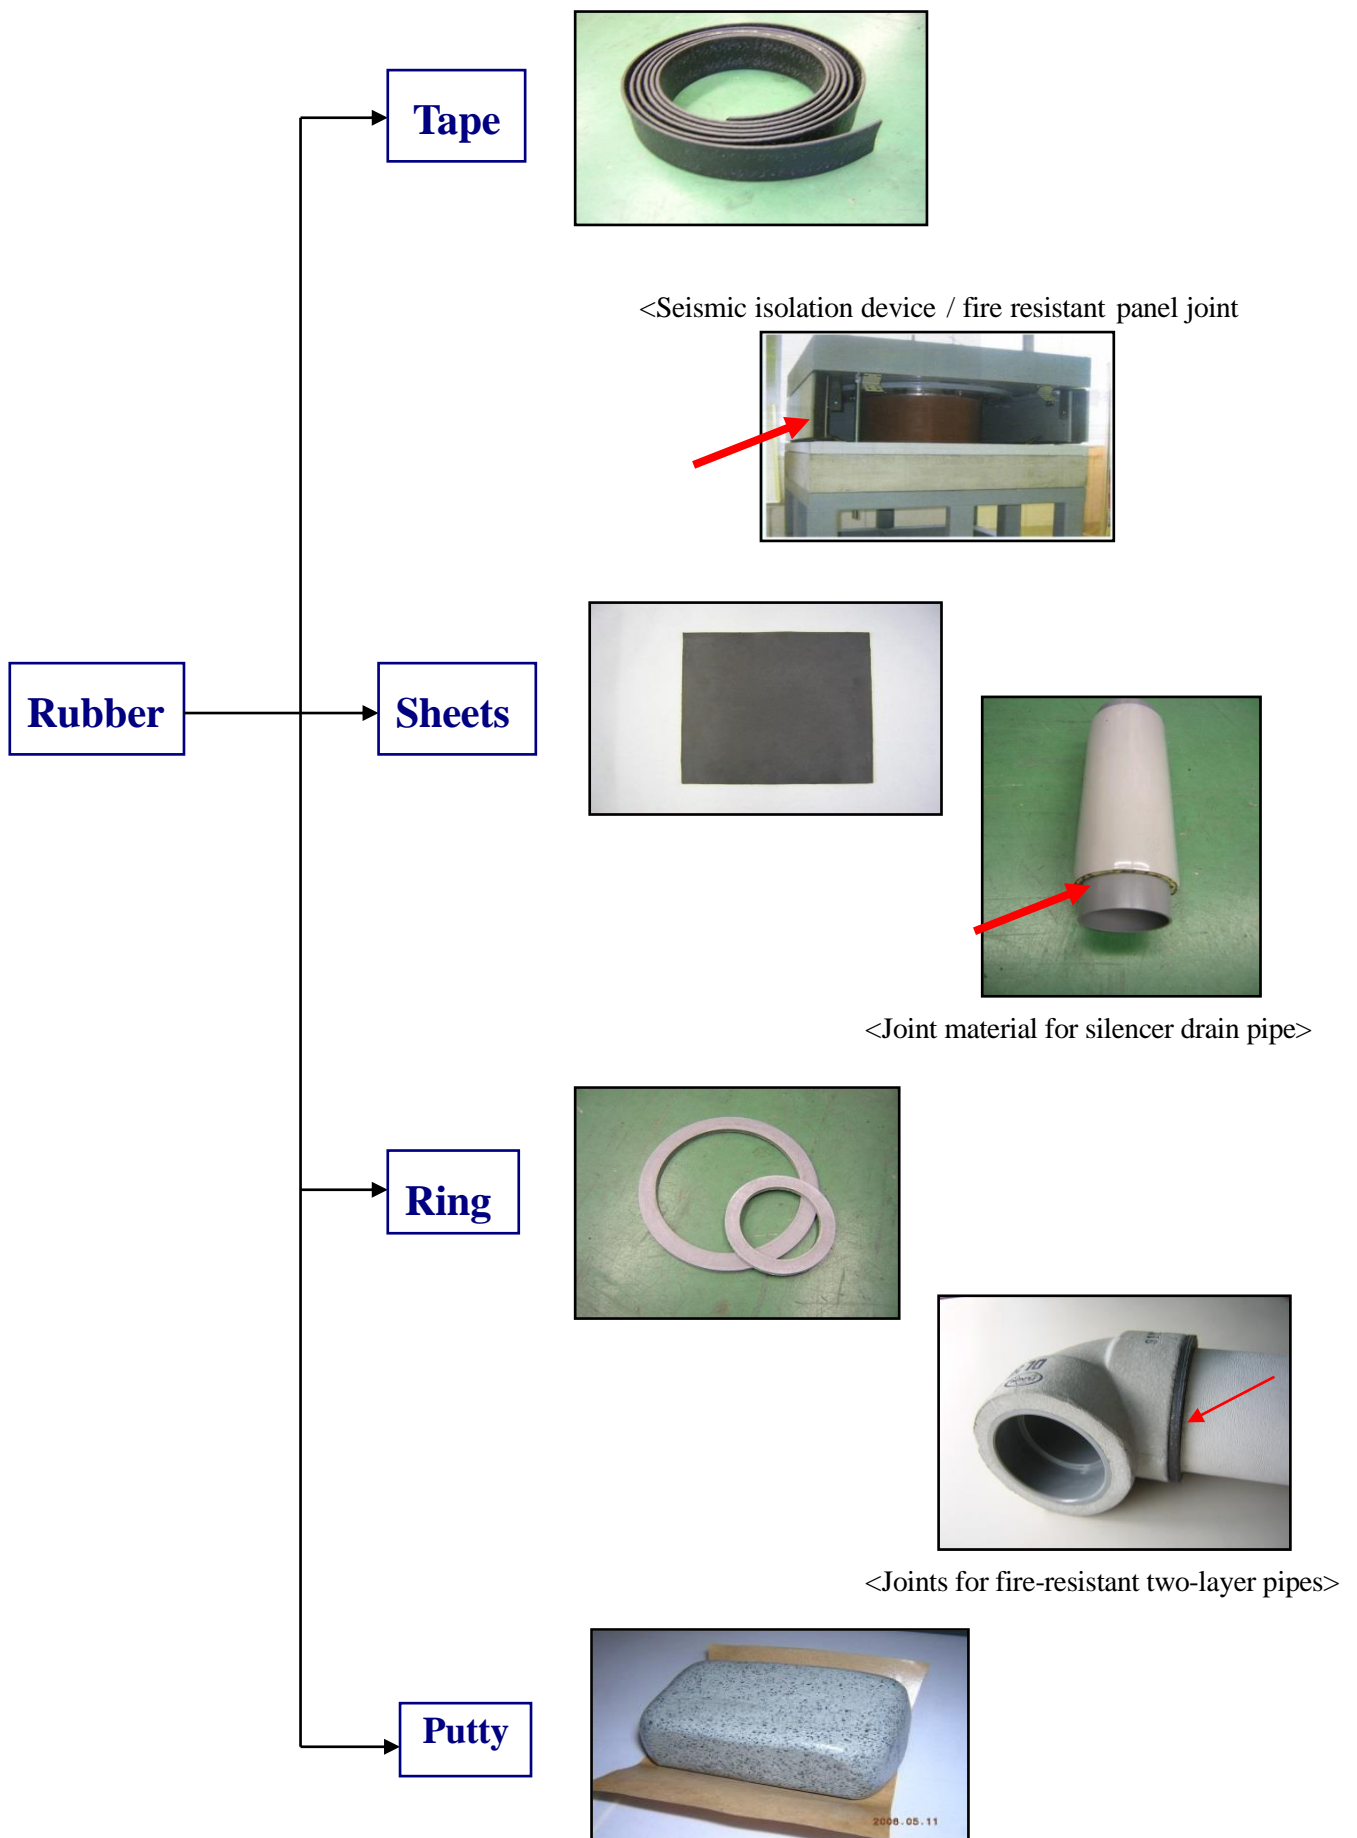 Tape
<Seismic isolation device / fire resistant panel joint
Rubber
Sheets
<Joint material for silencer drain pipe>
Ring
<Joints for fire-resistant two-layer pipes>
Putty
2006.05.11